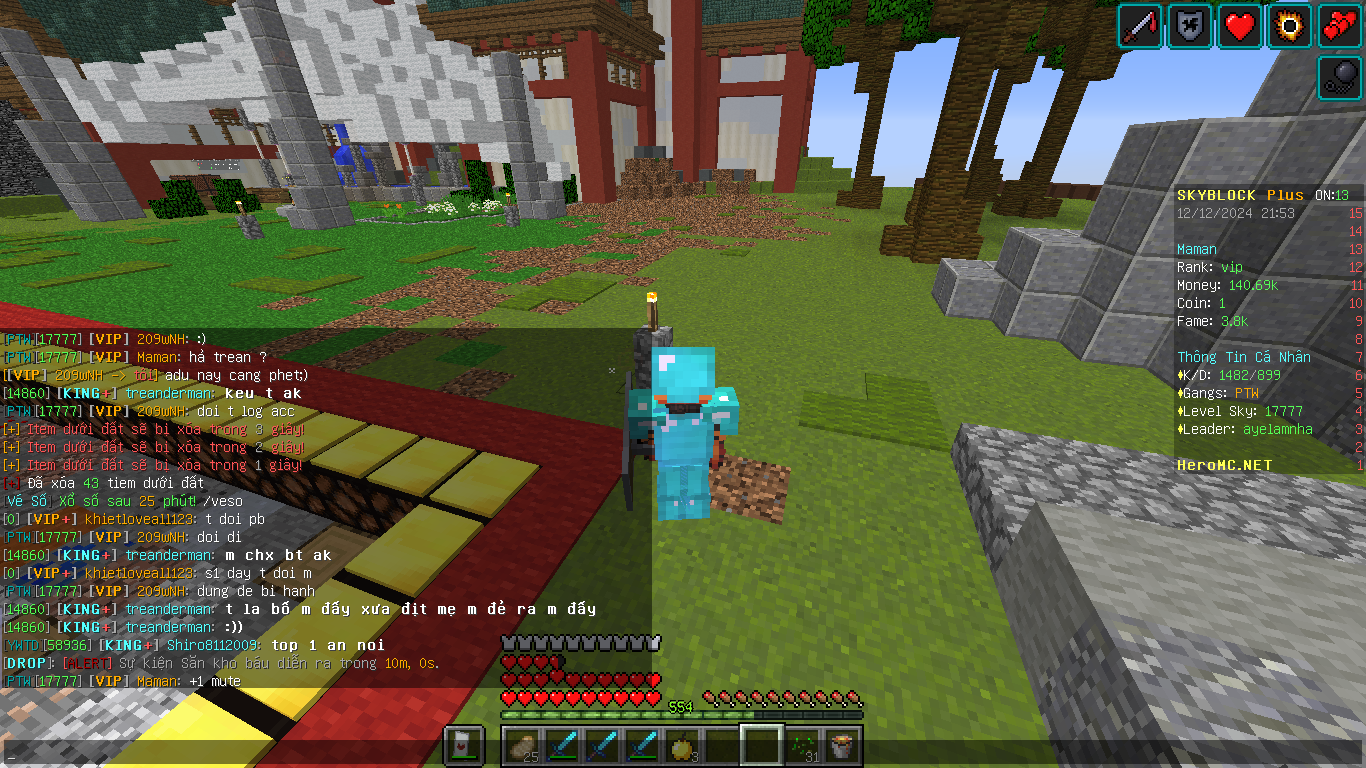 SKYBLOCK Plus ON:13
12/12/2024 21:53
15
14
Maman 13
Rank: vip 12
Money: 140.69k 11
Coin: 1 10
Fame: 3.8k 9
8
Thông Tin Cá Nhân 7
K/D: 1482/899 6
Gangs: PTW 5
Level Sky: 17777 4
Leader: ayelamnha 3
2
HeroMC.NET 1
[PTW][17777] [VIP] 209wNH: :)
[PTW][17777] [VIP] Maman: hả trean ?
[[VIP] 209wNH -> tôi] adu nay cang phet;)
[14860] [KING+] treanderman: keu t ak
[PTW][17777] [VIP] 209wNH: doi t log acc
[+] Item dưới đất sẽ bị xóa trong 3 giây!
[+] Item dưới đất sẽ bị xóa trong 2 giây!
[+] Item dưới đất sẽ bị xóa trong 1 giây!
[+] Đã xóa 43 tiem dưới đất
[Vé Số] Xổ số sau 25 phút! /veso
[0] [VIP+] khietloveall123: t doi pb
[PTW][17777] [VIP] 209wNH: doi di
[14860] [KING+] treanderman: m chx bt ak
[0] [VIP+] khietloveall123: s1 day t doi m
[PTW][17777] [VIP] 209wNH: dung de bi hanh
[14860] [KING+] treanderman: t la bố m đấy xưa địt mẹ m đẻ ra m đấy
[14860] [KING+] treanderman: :))
[YWTD][58936] [KING+] Shiro8112009: top 1 an noi
[DROP]: [ALERT] Sự Kiện Săn kho báu diễn ra trong 10m, 0s.
[PTW][17777] [VIP] Maman: +1 mute
554
25
3
31
_